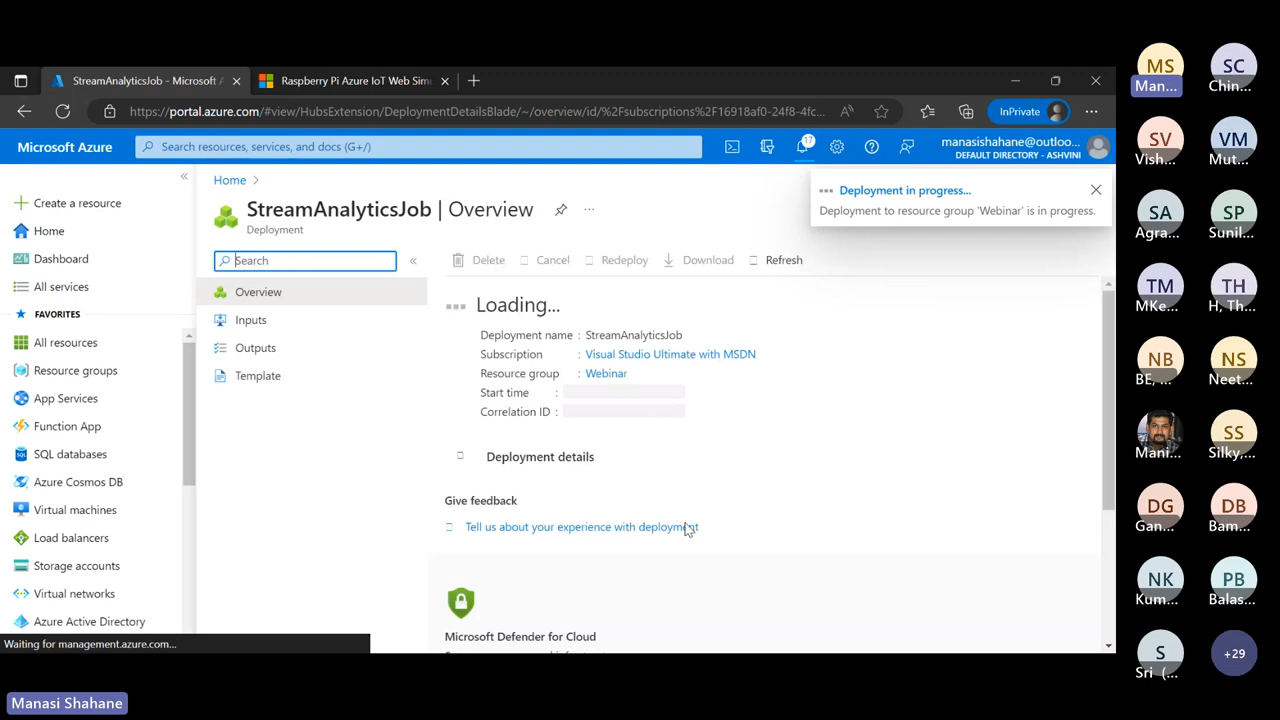 StreamAnalyticsJob - Microsoft A
Raspberry Pi Azure IoT Web Simu
https://portal.azure.com/#view/HubsExtension/DeploymentDetailsBlade/~/overview/id/%2Fsubscriptions%2F16918af0-24f8-4fc...
InPrivate
Microsoft Azure
Search resources, services, and docs (G+/)
17
manasishahane@outloo...
DEFAULT DIRECTORY - ASHVINI
Create a resource
Home
Dashboard
All services
FAVORITES
All resources
Resource groups
App Services
Function App
SQL databases
Azure Cosmos DB
Virtual machines
Load balancers
Storage accounts
Virtual networks
Azure Active Directory
Waiting for management.azure.com...
Home
StreamAnalyticsJob | Overview
Deployment
Deployment in progress...
Deployment to resource group 'Webinar' is in progress.
Search
Overview
Inputs
Outputs
Template
Delete
Cancel
Redeploy
Download
Refresh
Loading...
Deployment name : StreamAnalyticsJob
Subscription : Visual Studio Ultimate with MSDN
Resource group : Webinar
Start time :
Correlation ID :
Deployment details
Give feedback
Tell us about your experience with deployment
Microsoft Defender for Cloud
MS
Man...
SC
Chin...
SV
Vish...
VM
Mut...
SA
Agra...
SP
Sunil...
TM
MKe...
TH
H, Th...
NB
BE, ...
NS
Neet...
Mani...
SS
Silky,...
DG
Gan...
DB
Bam...
NK
Kum...
PB
Balas...
S
Sri (...
+29
Manasi Shahane